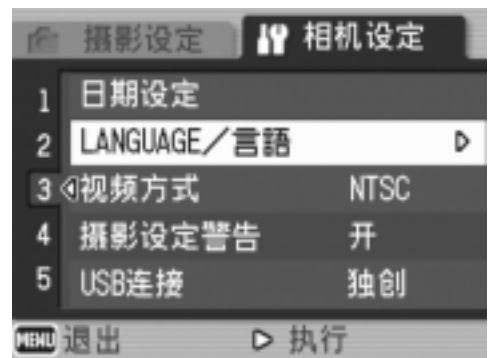 摄影设定 相机设定
1 日期设定
2 LANGUAGE／言語
3 视频方式 NTSC
4 摄影设定警告 开
5 USB连接 独创
MENU 退出 执行